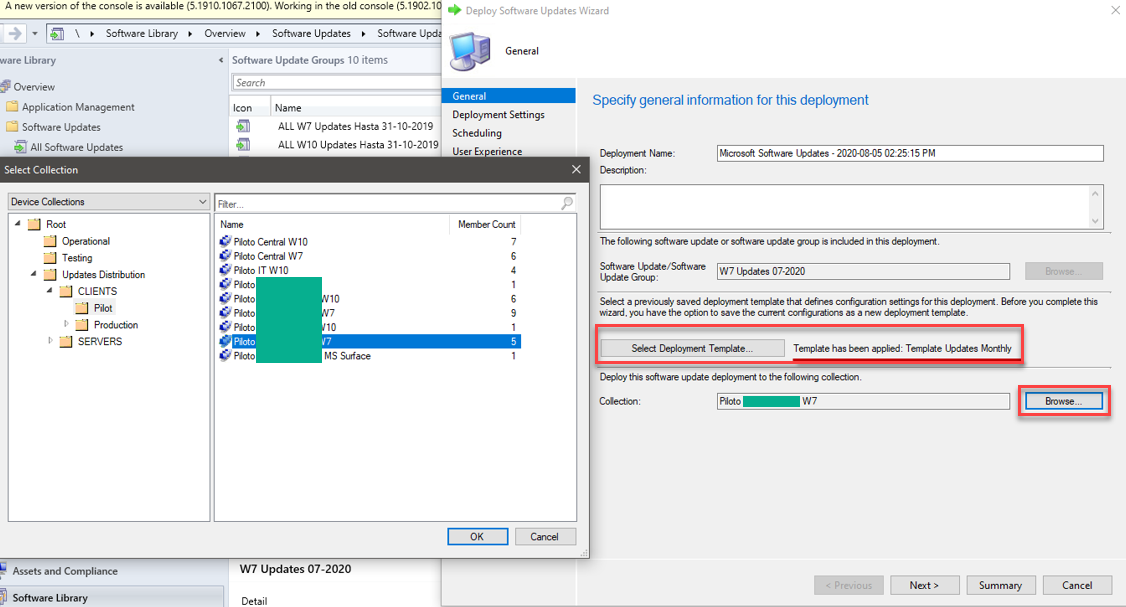 A new version of the console is available (5.1910.1067.2100). Working in the old console (5.1902.10
\ Software Library Overview Software Updates Software Upda
ware Library
Overview
Application Management
Software Updates
All Software Updates
Software Update Groups 10 items
Search
Icon Name
ALL W7 Updates Hasta 31-10-2019
ALL W10 Updates Hasta 31-10-2019
Select Collection
Device Collections
Filter...
Root
Operational
Testing
Updates Distribution
CLIENTS
Pilot
Production
SERVERS
Name Member Count
Piloto Central W10 7
Piloto Central W7 6
Piloto IT W10 4
Piloto 1
Piloto W10 6
Piloto W7 9
Piloto W10 1
Piloto W7 5
Piloto MS Surface 1
OK Cancel
Assets and Compliance
Software Library
W7 Updates 07-2020
Detail
Deploy Software Updates Wizard
General
General
Deployment Settings
Scheduling
User Experience
Specify general information for this deployment
Deployment Name: Microsoft Software Updates - 2020-08-05 02:25:15 PM
Description:
The following software update or software update group is included in this deployment.
Software Update/Software
Update Group: W7 Updates 07-2020 Browse...
Select a previously saved deployment template that defines configuration settings for this deployment. Before you complete this
wizard, you have the option to save the current configurations as a new deployment template.
Select Deployment Template... Template has been applied: Template Updates Monthly
Deploy this software update deployment to the following collection.
Collection: Piloto W7 Browse...
< Previous Next > Summary Cancel